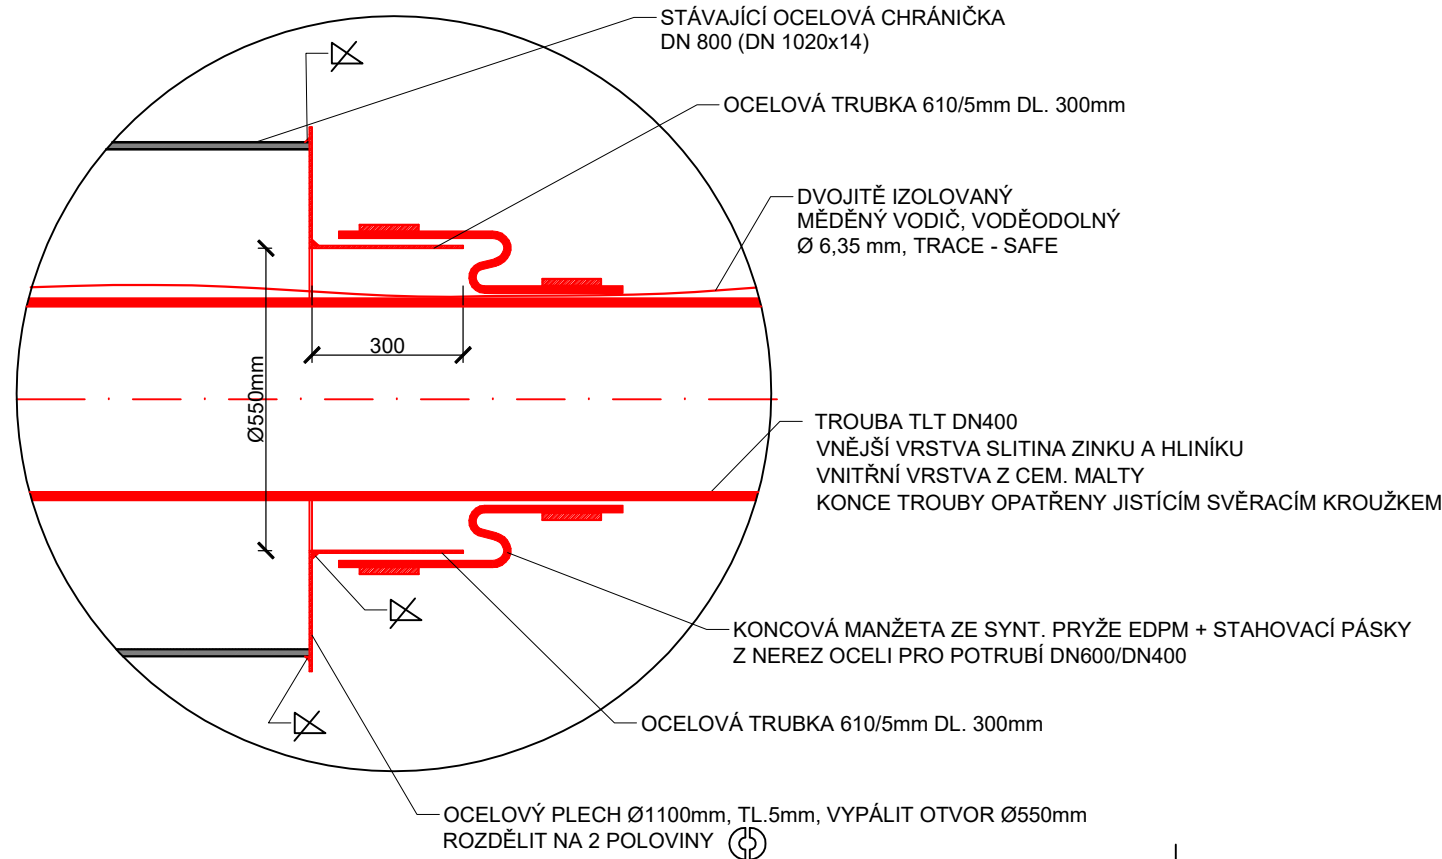 STÁVAJÍCÍ OCELOVÁ CHRÁNIČKA
DN 800 (DN 1020x14)
OCELOVÁ TRUBKA 610/5mm DL. 300mm
DVOJITĚ IZOLOVANÝ
MĚDĚNÝ VODIČ, VODĚODOLNÝ
Ø 6,35 mm, TRACE - SAFE
300
Ø550mm
TROUBA TLT DN400
VNĚJŠÍ VRSTVA SLITINA ZINKU A HLINÍKU
VNITŘNÍ VRSTVA Z CEM. MALTY
KONCE TROUBY OPATŘENY JISTÍCÍM SVĚRACÍM KROUŽKEM
KONCOVÁ MANŽETA ZE SYNT. PRYŽE EDPM + STAHOVACÍ PÁSKY
Z NEREZ OCELI PRO POTRUBÍ DN600/DN400
OCELOVÁ TRUBKA 610/5mm DL. 300mm
OCELOVÝ PLECH Ø1100mm, TL.5mm, VYPÁLIT OTVOR Ø550mm
ROZDĚLIT NA 2 POLOVINY